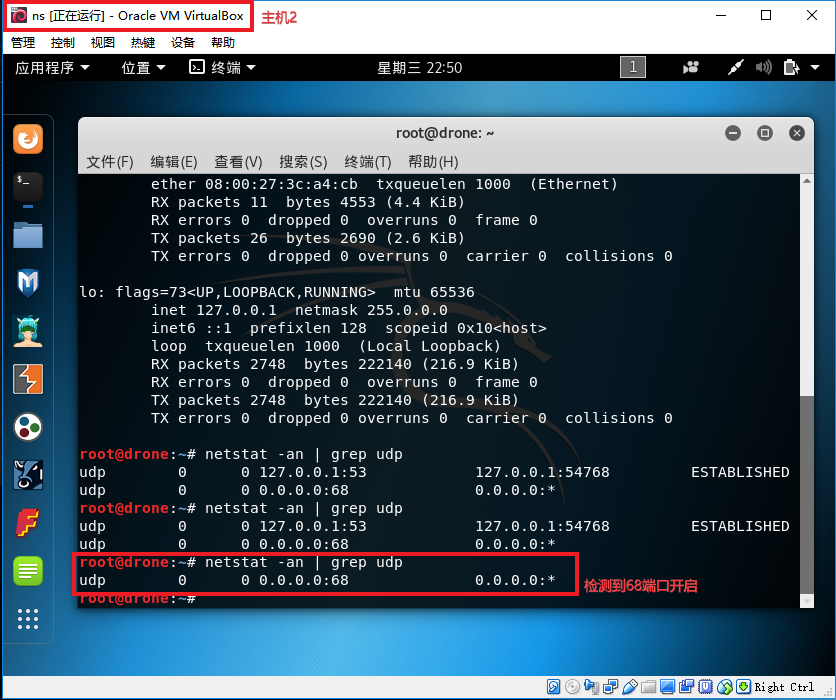 ns [正在运行] - Oracle VM VirtualBox
主机2
管理 控制 视图 热键 设备 帮助
应用程序 位置 终端 星期三 22:50 1
root@drone: ~
文件(F) 编辑(E) 查看(V) 搜索(S) 终端(T) 帮助(H)
ether 08:00:27:3c:a4:cb txqueuelen 1000 (Ethernet)
RX packets 11 bytes 4553 (4.4 KiB)
RX errors 0 dropped 0 overruns 0 frame 0
TX packets 26 bytes 2690 (2.6 KiB)
TX errors 0 dropped 0 overruns 0 carrier 0 collisions 0
lo: flags=73<UP,LOOPBACK,RUNNING> mtu 65536
inet 127.0.0.1 netmask 255.0.0.0
inet6 ::1 prefixlen 128 scopeid 0x10<host>
loop txqueuelen 1000 (Local Loopback)
RX packets 2748 bytes 222140 (216.9 KiB)
RX errors 0 dropped 0 overruns 0 frame 0
TX packets 2748 bytes 222140 (216.9 KiB)
TX errors 0 dropped 0 overruns 0 carrier 0 collisions 0
root@drone:~# netstat -an | grep udp
udp 0 0 127.0.0.1:53 127.0.0.1:54768 ESTABLISHED
udp 0 0 0.0.0.0:68 0.0.0.0:*
root@drone:~# netstat -an | grep udp
udp 0 0 127.0.0.1:53 127.0.0.1:54768 ESTABLISHED
udp 0 0 0.0.0.0:68 0.0.0.0:*
root@drone:~# netstat -an | grep udp
udp 0 0 0.0.0.0:68 0.0.0.0:*
检测到68端口开启
root@drone:~#
Right Ctrl